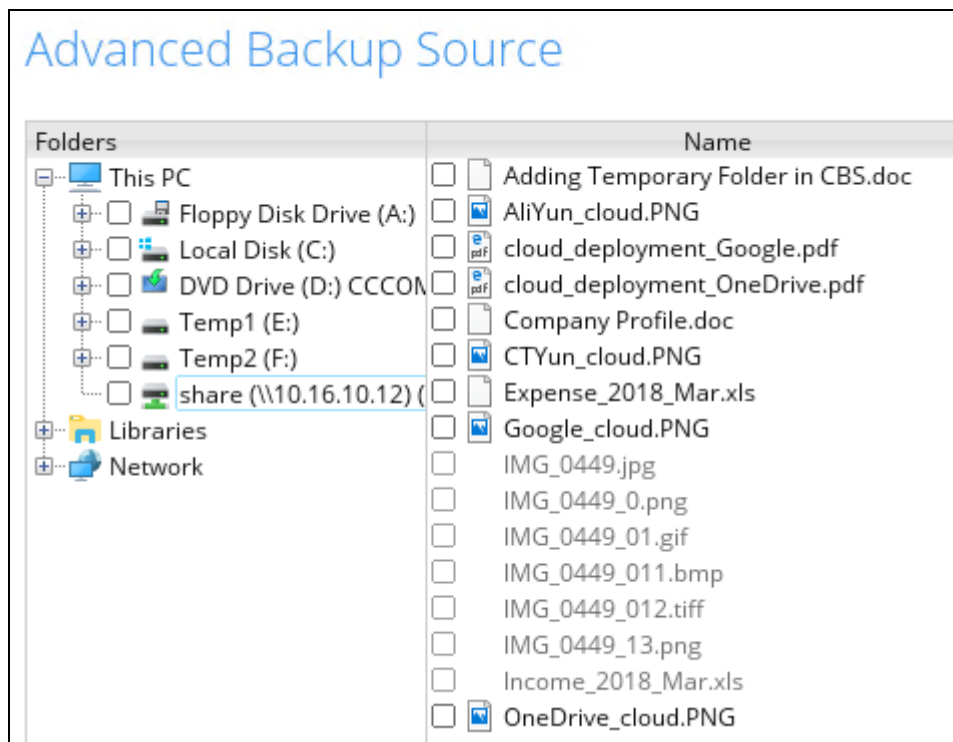 Advanced Backup Source
Folders
Name
This PC
Floppy Disk Drive (A:)
Local Disk (C:)
DVD Drive (D:) CCCOM
Temp1 (E:)
Temp2 (F:)
share (\\10.16.10.12) (
Libraries
Network
Adding Temporary Folder in CBS.doc
AliYun_cloud.PNG
cloud_deployment_Google.pdf
cloud_deployment_OneDrive.pdf
Company Profile.doc
CTYun_cloud.PNG
Expense_2018_Mar.xls
Google_cloud.PNG
IMG_0449.jpg
IMG_0449_0.png
IMG_0449_01.gif
IMG_0449_011.bmp
IMG_0449_012.tiff
IMG_0449_13.png
Income_2018_Mar.xls
OneDrive_cloud.PNG